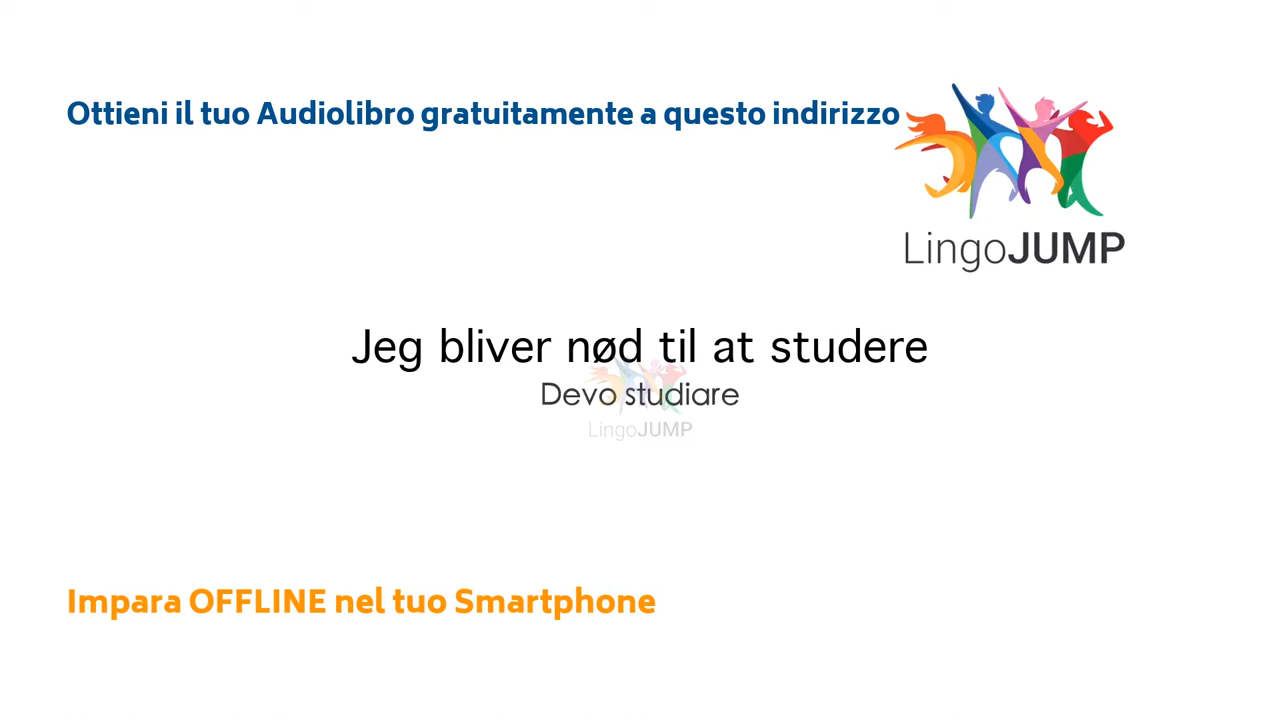 Ottieni il tuo Audiolibro gratuitamente a questo indirizzo
LingoJUMP
Jeg bliver nød til at studere
Devo studiare
LingoJUMP
Impara OFFLINE nel tuo Smartphone